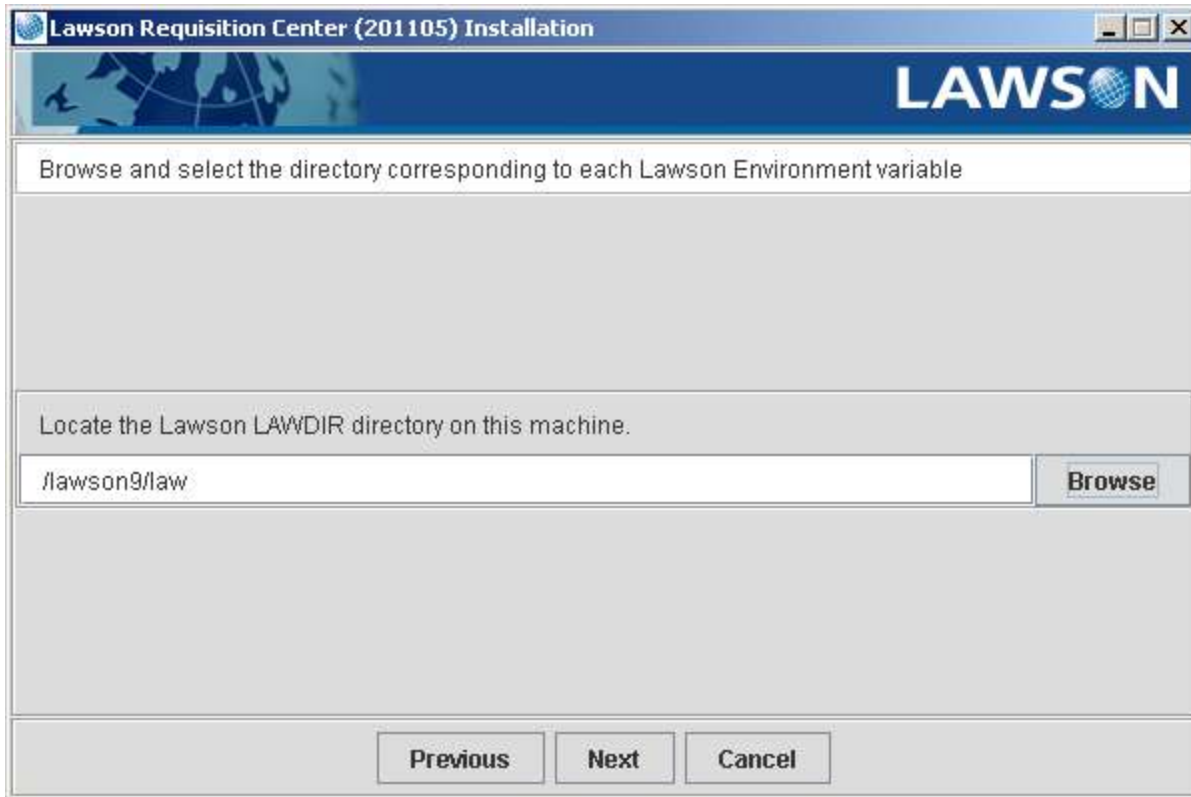 Lawson Requisition Center (201105) Installation
LAWSON
Browse and select the directory corresponding to each Lawson Environment variable
Locate the Lawson LAWDIR directory on this machine.
/lawson9/law
Browse
Previous Next Cancel